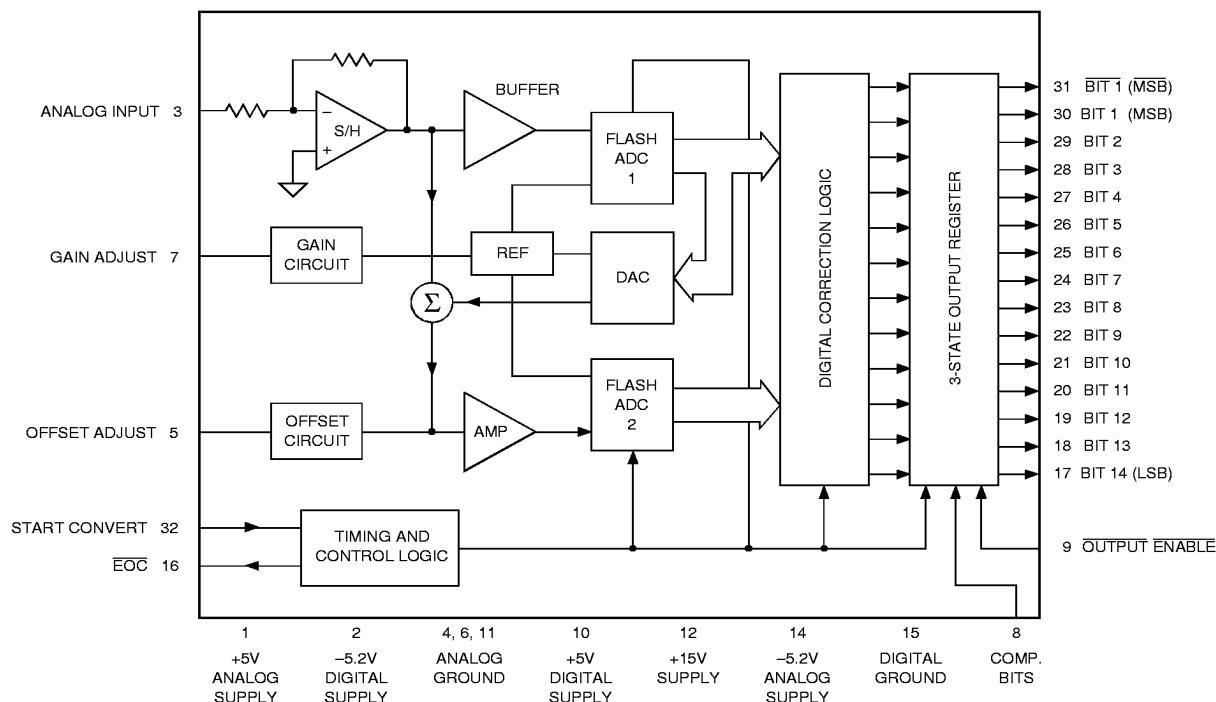 ANALOG INPUT 3
S/H
−
+
BUFFER
FLASH
ADC
1
GAIN ADJUST 7
GAIN
CIRCUIT
REF
DAC
Σ
OFFSET ADJUST 5
OFFSET
CIRCUIT
AMP
FLASH
ADC
2
START CONVERT 32
E̅O̅C̅ 16
TIMING AND
CONTROL LOGIC
DIGITAL CORRECTION LOGIC
3-STATE OUTPUT REGISTER
31 B̅I̅T̅ 1̅ (M̅S̅B̅)
30 BIT 1 (MSB)
29 BIT 2
28 BIT 3
27 BIT 4
26 BIT 5
25 BIT 6
24 BIT 7
23 BIT 8
22 BIT 9
21 BIT 10
20 BIT 11
19 BIT 12
18 BIT 13
17 BIT 14 (LSB)
9 O̅U̅T̅P̅U̅T̅ E̅N̅A̅B̅L̅E̅
1
+5V
ANALOG
SUPPLY
2
–5.2V
DIGITAL
SUPPLY
4, 6, 11
ANALOG
GROUND
10
+5V
DIGITAL
SUPPLY
12
+15V
SUPPLY
14
–5.2V
ANALOG
SUPPLY
15
DIGITAL
GROUND
8
COMP.
BITS